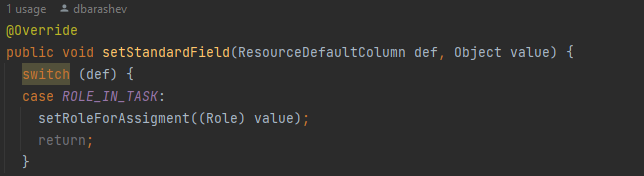 1 usage dbarashev
@Override
public void setStandardField(ResourceDefaultColumn def, Object value) {
switch (def) {
case ROLE_IN_TASK:
setRoleForAssigment((Role) value);
return;
}